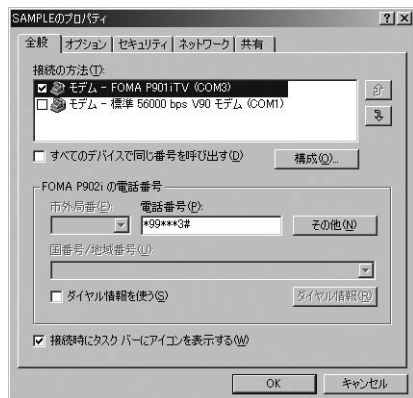 SAMPLEのプロパティ
全般 オプション セキュリティ ネットワーク 共有
接続の方法(T):
モデム - FOMA P901iTV (COM3)
モデム - 標準 56000 bps V90 モデム (COM1)
すべてのデバイスで同じ番号を呼び出す(D)
構成(O)...
FOMA P902i の電話番号
市外局番(E): 電話番号(P):
*99***3# その他(N)
国番号/地域番号(U):
ダイヤル情報を使う(S) ダイヤル情報(R)
接続時にタスク バーにアイコンを表示する(W)
OK キャンセル